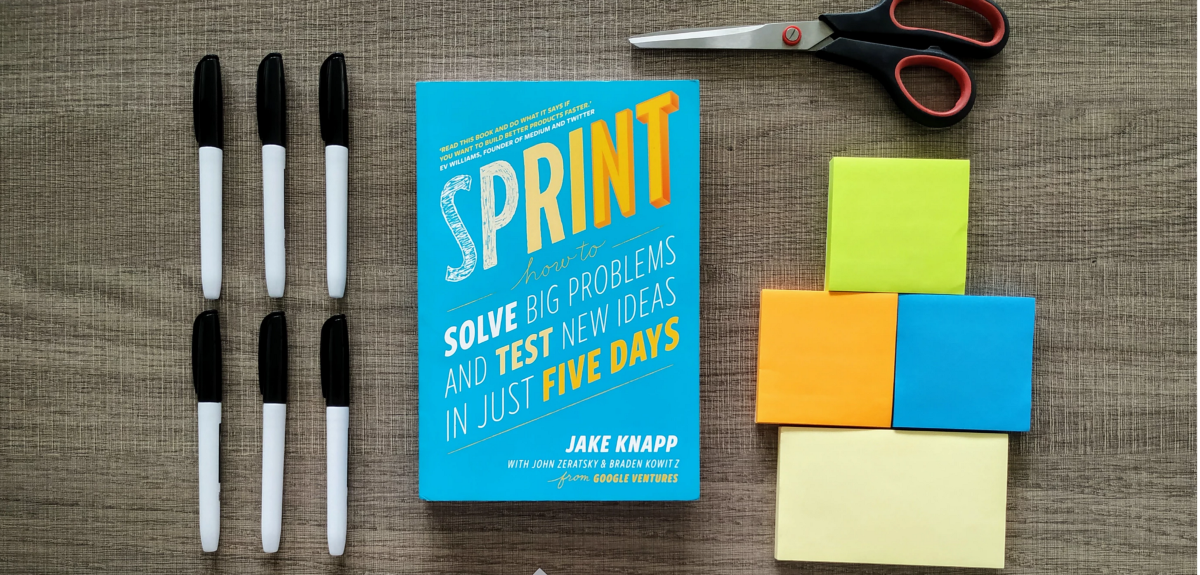 "READ THIS BOOK AND DO WHAT IT SAYS IF
YOU WANT TO BUILD BETTER PRODUCTS FASTER."
EV WILLIAMS, FOUNDER OF MEDIUM AND TWITTER
SPRINT
how to
SOLVE BIG PROBLEMS
AND TEST NEW IDEAS
IN JUST FIVE DAYS
JAKE KNAPP
WITH JOHN ZERATSKY & BRADEN KOWITZ
from GOOGLE VENTURES